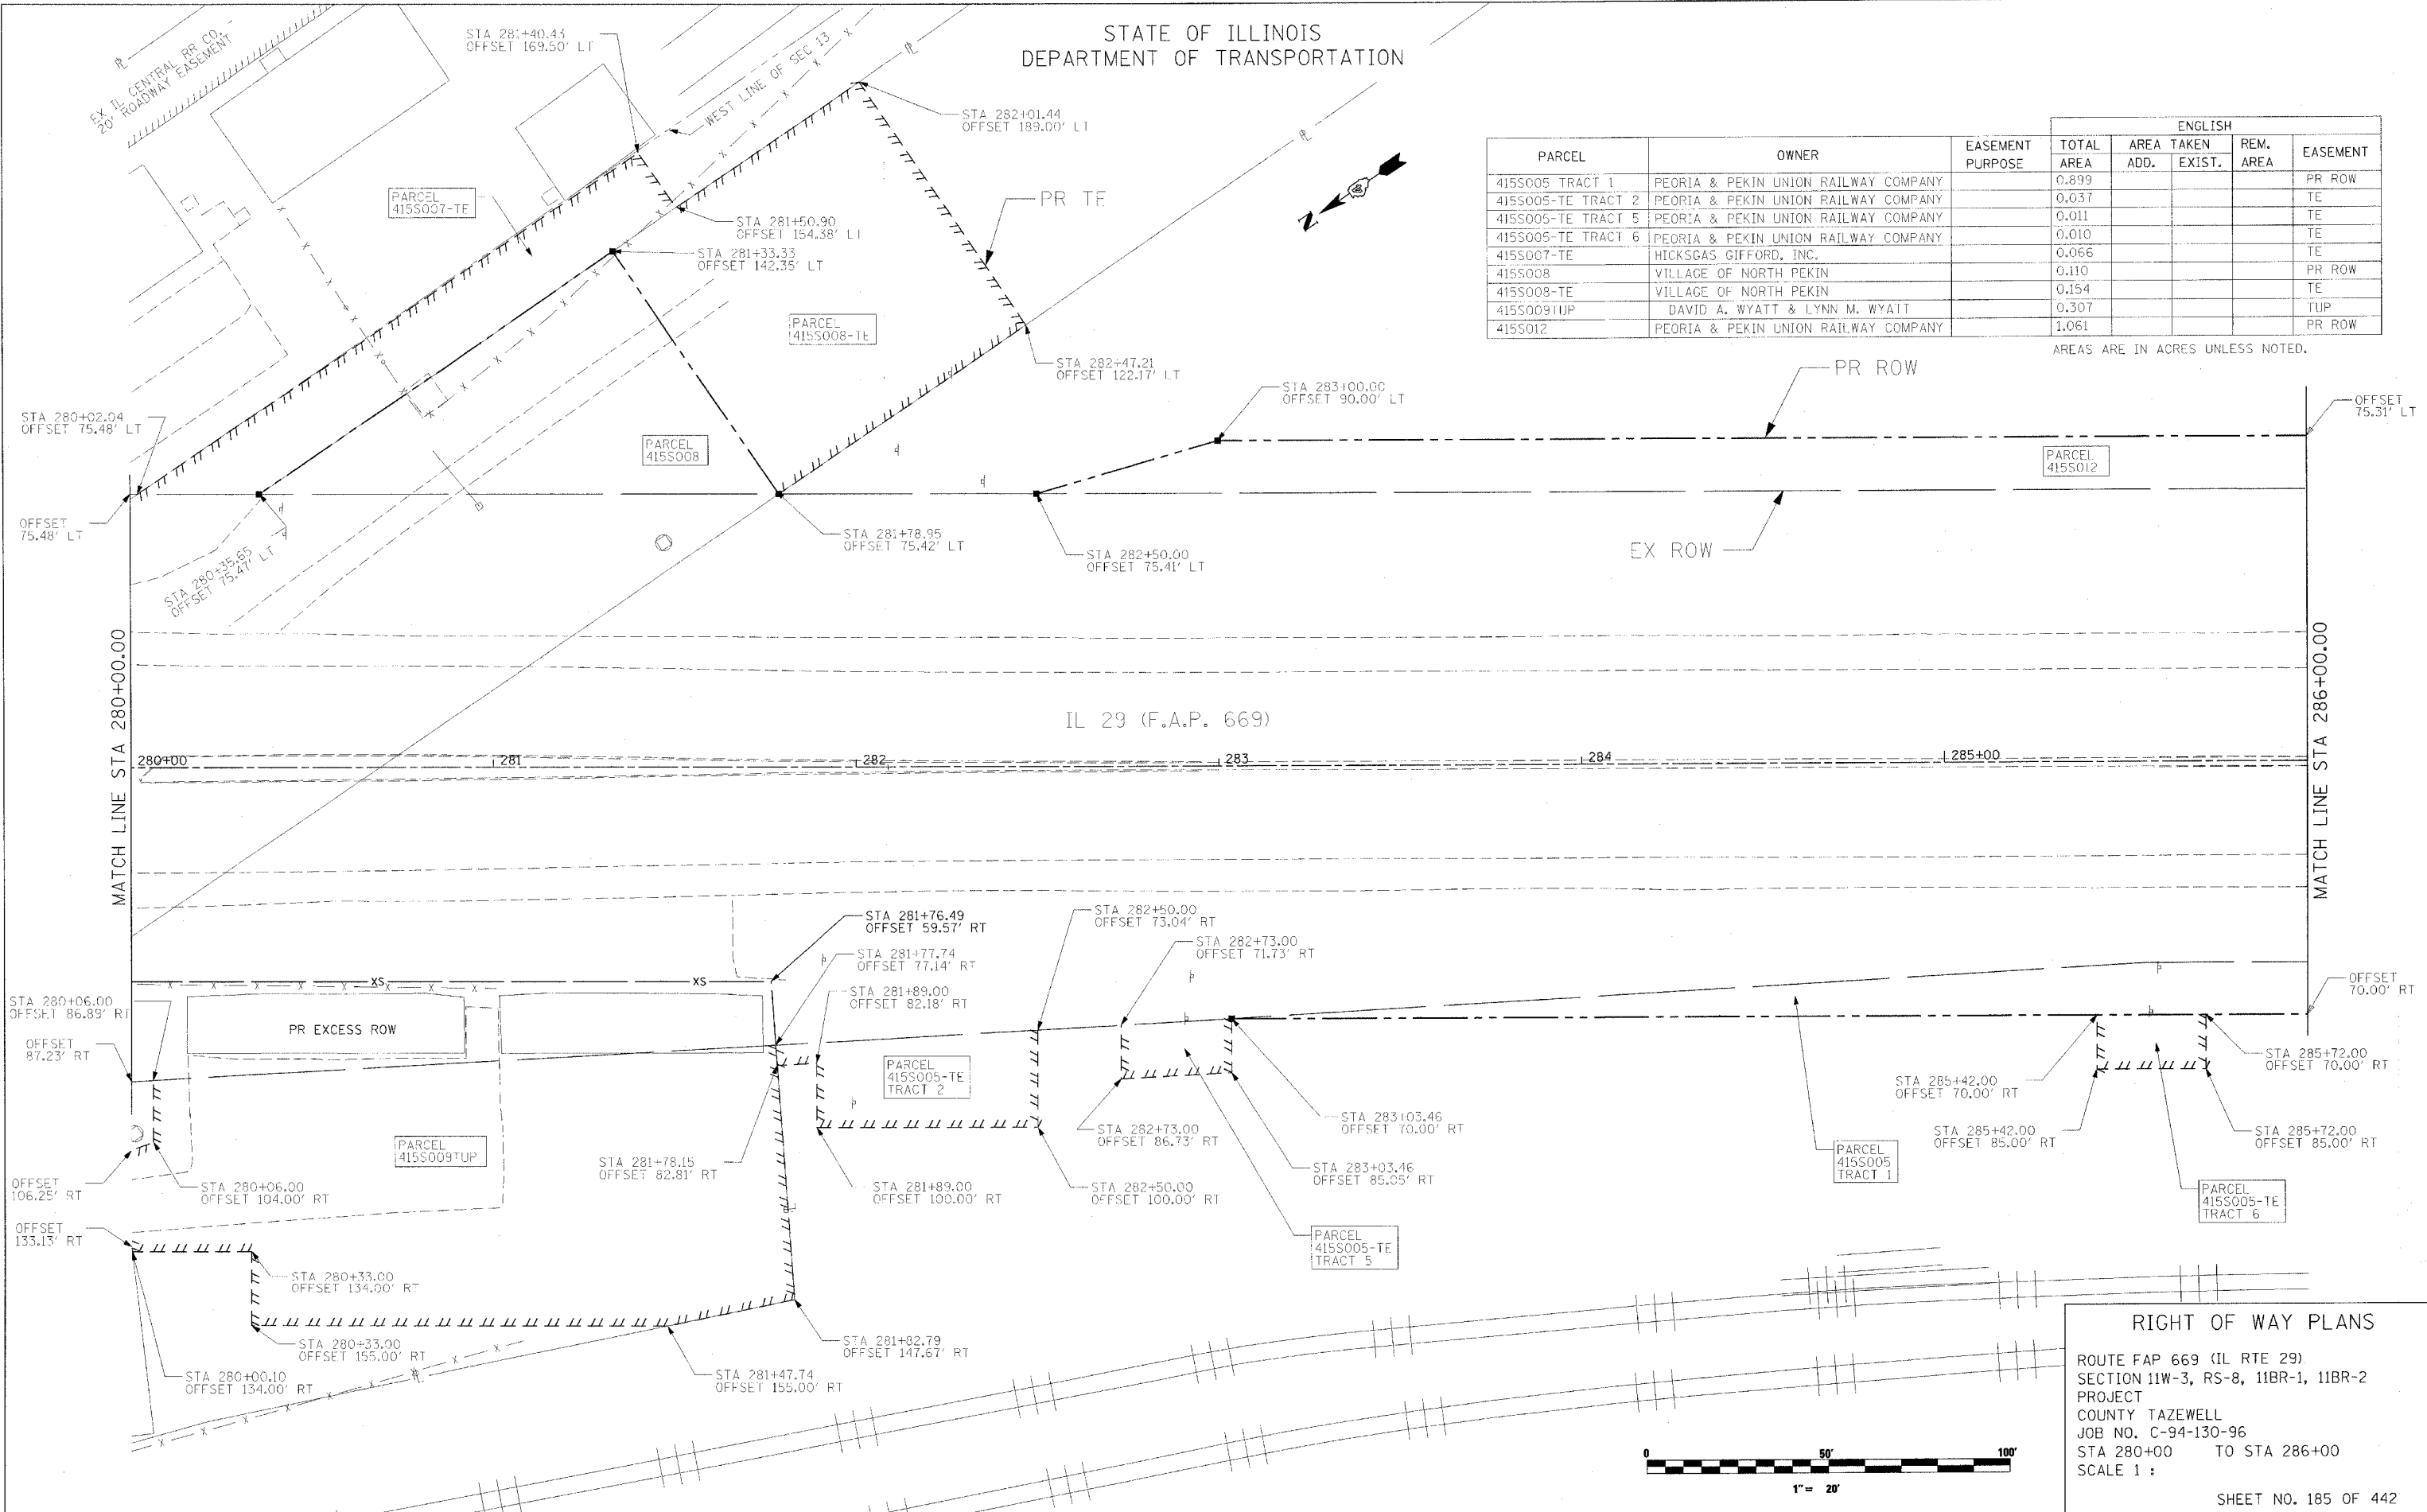 STATE OF ILLINOIS
DEPARTMENT OF TRANSPORTATION
EX IL CENTRAL RR CO.
20' ROADWAY EASEMENT
STA 281+40.43
OFFSET 169.50' LT
WEST LINE OF SEC 13
STA 282+01.44
OFFSET 189.00' LT
PARCEL
415S007-TE
PR TE
STA 281+50.90
OFFSET 154.38' LT
STA 281+33.33
OFFSET 142.35' LT
N
PARCEL
415S008-TE
STA 282+47.21
OFFSET 122.17' LT
ENGLISH
PARCEL OWNER EASEMENT PURPOSE TOTAL AREA AREA TAKEN ADD. EXIST. REM. AREA EASEMENT
415S005 TRACT 1 PEORIA & PEKIN UNION RAILWAY COMPANY 0.899 PR ROW
415S005-TE TRACT 2 PEORIA & PEKIN UNION RAILWAY COMPANY 0.037 TE
415S005-TE TRACT 5 PEORIA & PEKIN UNION RAILWAY COMPANY 0.011 TE
415S005-TE TRACT 6 PEORIA & PEKIN UNION RAILWAY COMPANY 0.010 TE
415S007-TE HICKSGAS GIFFORD, INC. 0.066 TE
415S008 VILLAGE OF NORTH PEKIN 0.110 PR ROW
415S008-TE VILLAGE OF NORTH PEKIN 0.154 TE
415S009TUP DAVID A. WYATT & LYNN M. WYATT 0.307 TUP
415S012 PEORIA & PEKIN UNION RAILWAY COMPANY 1.061 PR ROW
AREAS ARE IN ACRES UNLESS NOTED.
PR ROW
STA 283+00.00
OFFSET 90.00' LT
OFFSET
75.31' LT
STA 280+02.04
OFFSET 75.48' LT
PARCEL
415S008
PARCEL
415S012
OFFSET
75.48' LT
STA 280+35.65
OFFSET 75.47' LT
STA 281+78.95
OFFSET 75.42' LT
STA 282+50.00
OFFSET 75.41' LT
EX ROW
MATCH LINE STA 280+00.00
IL 29 (F.A.P. 669)
MATCH LINE STA 286+00.00
280+00 281 282 283 284 285+00
STA 281+76.49
OFFSET 59.57' RT
STA 282+50.00
OFFSET 73.04' RT
STA 282+73.00
OFFSET 71.73' RT
STA 281+77.74
OFFSET 77.14' RT
XS XS
STA 281+89.00
OFFSET 82.18' RT
OFFSET
70.00' RT
STA 280+06.00
OFFSET 86.89' RT
PR EXCESS ROW
OFFSET
87.23' RT
PARCEL
415S005-TE
TRACT 2
STA 285+72.00
OFFSET 70.00' RT
STA 285+42.00
OFFSET 70.00' RT
STA 283+03.46
OFFSET 70.00' RT
STA 282+73.00
OFFSET 86.73' RT
STA 285+42.00
OFFSET 85.00' RT
STA 285+72.00
OFFSET 85.00' RT
PARCEL
415S009TUP
STA 281+78.15
OFFSET 82.81' RT
PARCEL
415S005
TRACT 1
STA 283+03.46
OFFSET 85.05' RT
OFFSET
106.25' RT
STA 280+06.00
OFFSET 104.00' RT
STA 281+89.00
OFFSET 100.00' RT
STA 282+50.00
OFFSET 100.00' RT
PARCEL
415S005-TE
TRACT 6
OFFSET
133.13' RT
PARCEL
415S005-TE
TRACT 5
STA 280+33.00
OFFSET 134.00' RT
STA 280+33.00
OFFSET 155.00' RT
STA 281+82.79
OFFSET 147.67' RT
STA 280+00.10
OFFSET 134.00' RT
STA 281+47.74
OFFSET 155.00' RT
0 50' 100'
1"= 20'
RIGHT OF WAY PLANS
ROUTE FAP 669 (IL RTE 29)
SECTION 11W-3, RS-8, 11BR-1, 11BR-2
PROJECT
COUNTY TAZEWELL
JOB NO. C-94-130-96
STA 280+00 TO STA 286+00
SCALE 1 :
SHEET NO. 185 OF 442